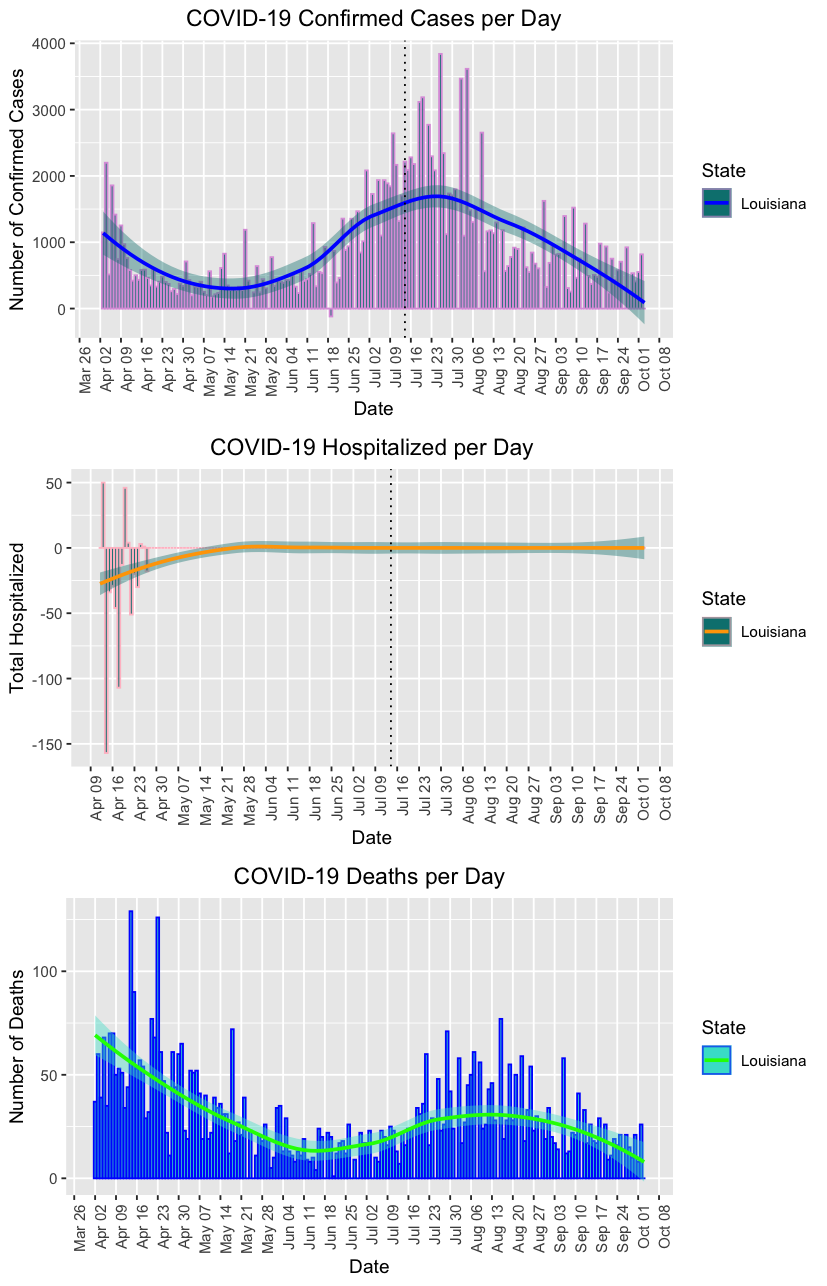 COVID-19 Confirmed Cases per Day
Number of Confirmed Cases
4000
3000
2000
1000
0
Mar 26
Apr 02
Apr 09
Apr 16
Apr 23
Apr 30
May 07
May 14
May 21
May 28
Jun 04
Jun 11
Jun 18
Jun 25
Jul 02
Jul 09
Jul 16
Jul 23
Jul 30
Aug 06
Aug 13
Aug 20
Aug 27
Sep 03
Sep 10
Sep 17
Sep 24
Oct 01
Oct 08
Date
State
Louisiana
COVID-19 Hospitalized per Day
Total Hospitalized
50
0
-50
-100
-150
Apr 09
Apr 16
Apr 23
Apr 30
May 07
May 14
May 21
May 28
Jun 04
Jun 11
Jun 18
Jun 25
Jul 02
Jul 09
Jul 16
Jul 23
Jul 30
Aug 06
Aug 13
Aug 20
Aug 27
Sep 03
Sep 10
Sep 17
Sep 24
Oct 01
Oct 08
Date
State
Louisiana
COVID-19 Deaths per Day
Number of Deaths
100
50
0
Mar 26
Apr 02
Apr 09
Apr 16
Apr 23
Apr 30
May 07
May 14
May 21
May 28
Jun 04
Jun 11
Jun 18
Jun 25
Jul 02
Jul 09
Jul 16
Jul 23
Jul 30
Aug 06
Aug 13
Aug 20
Aug 27
Sep 03
Sep 10
Sep 17
Sep 24
Oct 01
Oct 08
Date
State
Louisiana